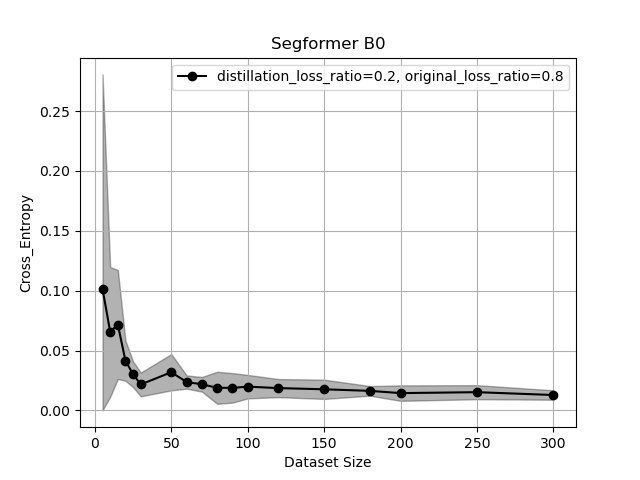 Segformer B0
distillation_loss_ratio=0.2, original_loss_ratio=0.8
Cross_Entropy
0.25
0.20
0.15
0.10
0.05
0.00
0 50 100 150 200 250 300
Dataset Size